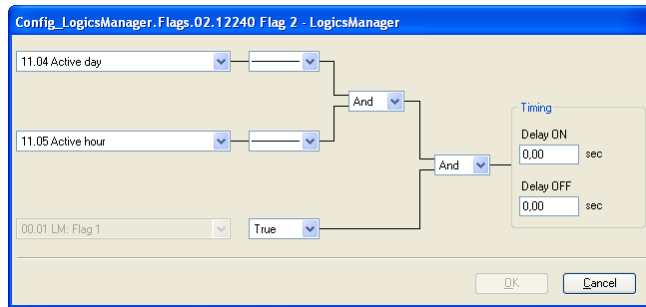 Config_LogicsManager.Flags.02.12240 Flag 2 - LogicsManager
11.04 Active day
And
Timing
Delay ON
11.05 Active hour
0,00 sec
And
Delay OFF
0,00 sec
00.01 LM: Flag 1
True
OK
Cancel